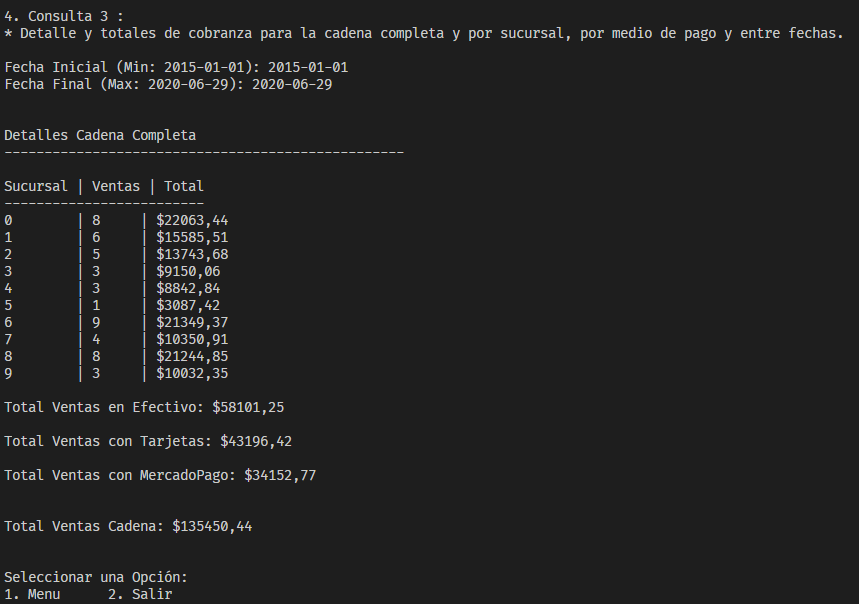 4. Consulta 3 :
* Detalle y totales de cobranza para la cadena completa y por sucursal, por medio de pago y entre fechas.
Fecha Inicial (Min: 2015-01-01): 2015-01-01
Fecha Final (Max: 2020-06-29): 2020-06-29
Detalles Cadena Completa
--------------------------------------------------
Sucursal | Ventas | Total
-------------------------
0        | 8     | $22063,44
1        | 6     | $15585,51
2        | 5     | $13743,68
3        | 3     | $9150,06
4        | 3     | $8842,84
5        | 1     | $3087,42
6        | 9     | $21349,37
7        | 4     | $10350,91
8        | 8     | $21244,85
9        | 3     | $10032,35
Total Ventas en Efectivo: $58101,25
Total Ventas con Tarjetas: $43196,42
Total Ventas con MercadoPago: $34152,77
Total Ventas Cadena: $135450,44
Seleccionar una Opción:
1. Menu      2. Salir